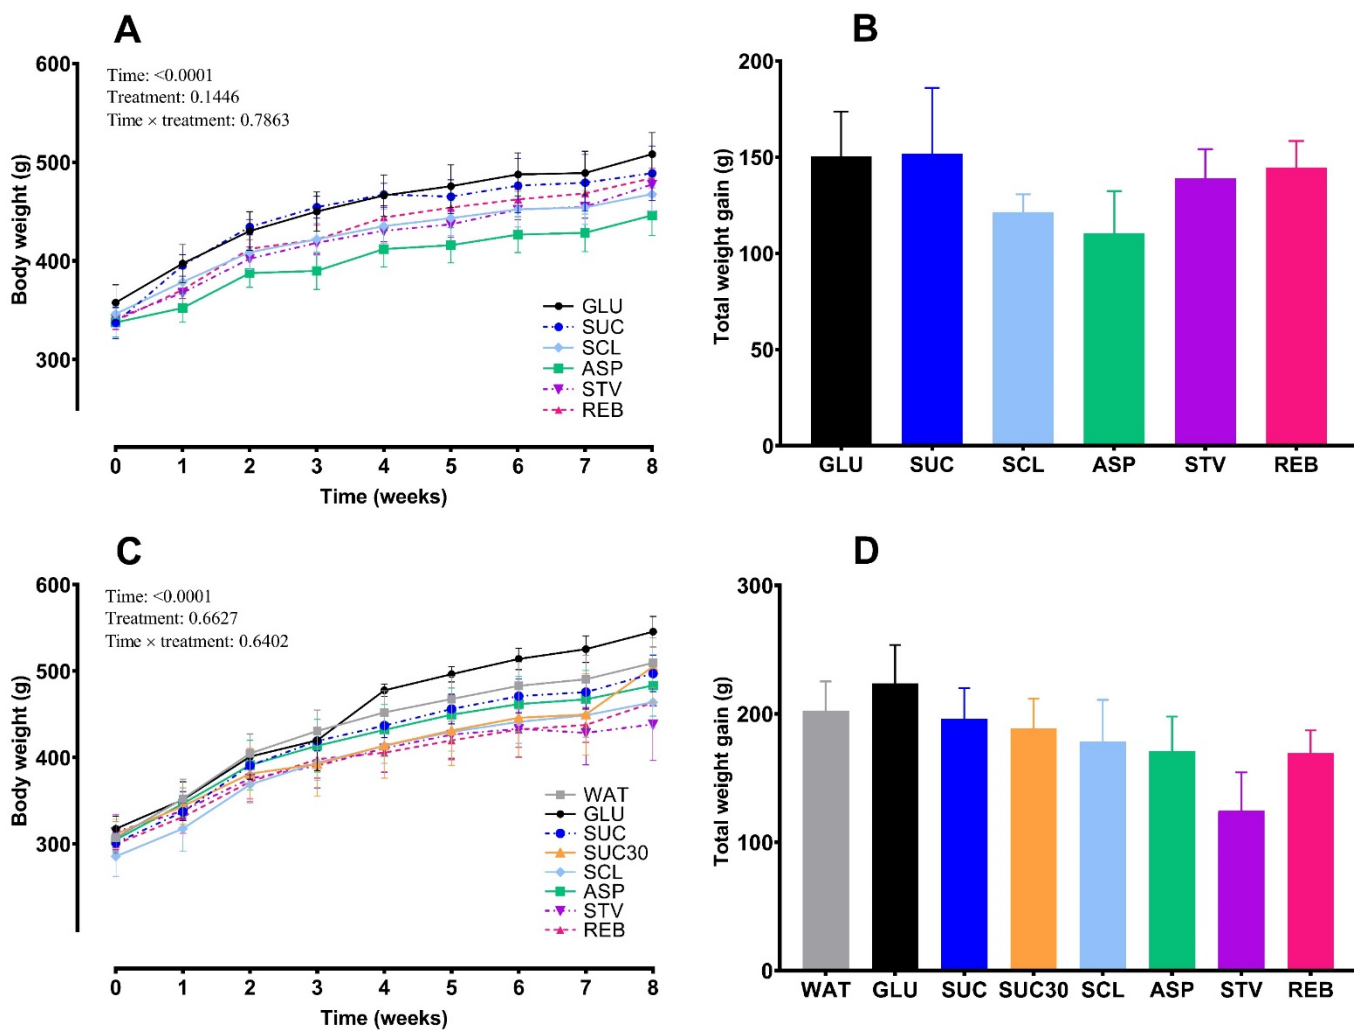 A
Time: <0.0001
Treatment: 0.1446
Time × treatment: 0.7863
Body weight (g)
600
500
400
300
GLU
SUC
SCL
ASP
STV
REB
0 1 2 3 4 5 6 7 8
Time (weeks)
B
Total weight gain (g)
200
150
100
50
0
GLU SUC SCL ASP STV REB
C
Time: <0.0001
Treatment: 0.6627
Time × treatment: 0.6402
Body weight (g)
600
500
400
300
WAT
GLU
SUC
SUC30
SCL
ASP
STV
REB
0 1 2 3 4 5 6 7 8
Time (weeks)
D
Total weight gain (g)
300
200
100
0
WAT GLU SUC SUC30 SCL ASP STV REB